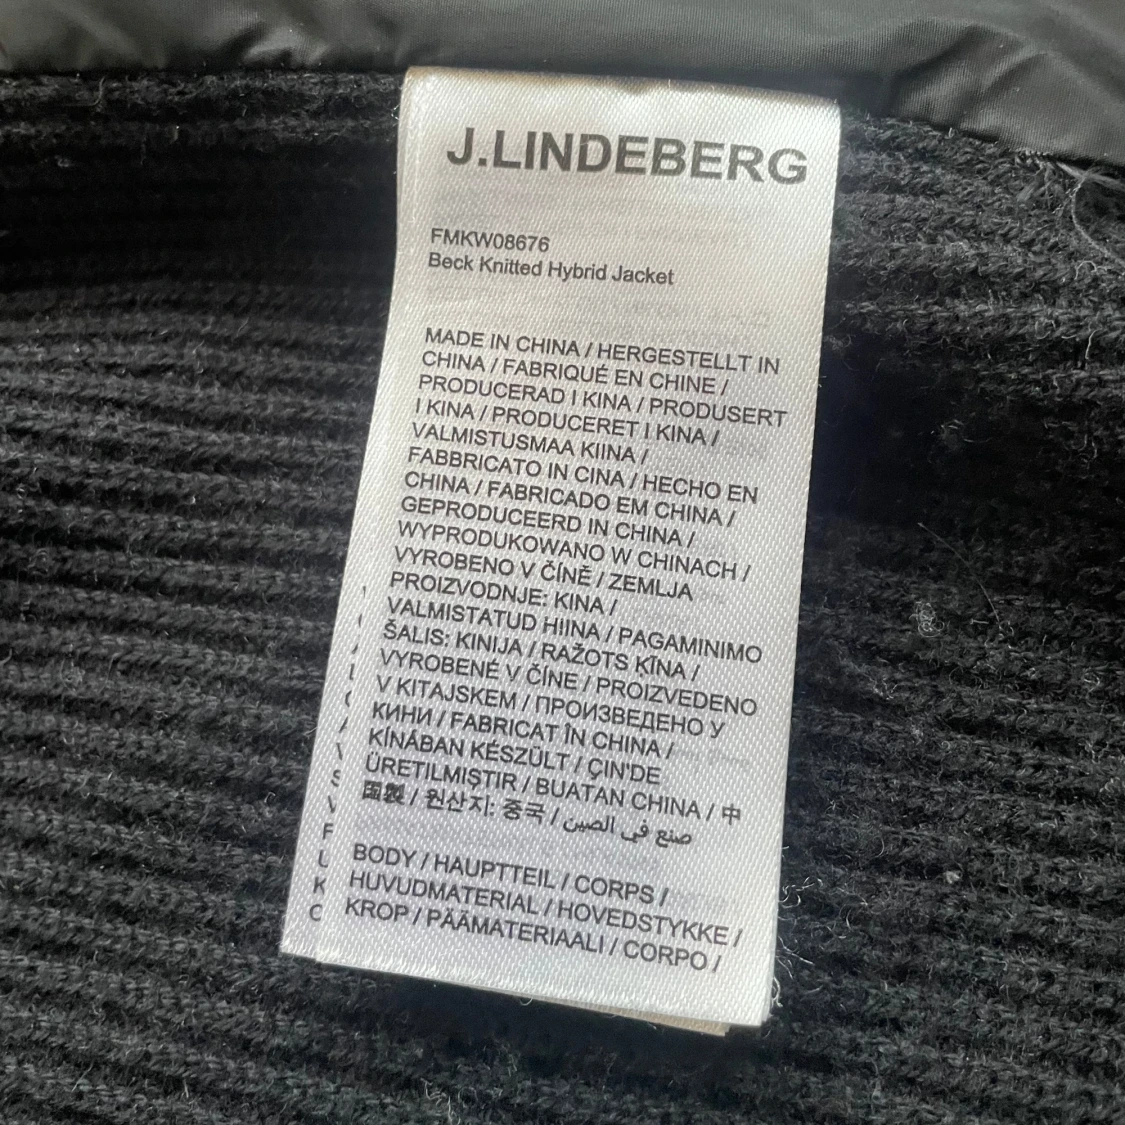 J.LINDEBERG
FMKW08676
Beck Knitted Hybrid Jacket
MADE IN CHINA / HERGESTELLT IN
CHINA / FABRIQUÉ EN CHINE /
PRODUCERAD I KINA / PRODUSERT
I KINA / PRODUCERET I KINA /
VALMISTUSMAA KIINA /
FABBRICATO IN CINA / HECHO EN
CHINA / FABRICADO EM CHINA /
GEPRODUCEERD IN CHINA /
WYPRODUKOWANO W CHINACH /
VYROBENO V ČÍNĚ / ZEMLJA
PROIZVODNJE: KINA /
VALMISTATUD HIINA / PAGAMINIMO
ŠALIS: KINIJA / RAŽOTS ĶĪNA /
VYROBENÉ V ČÍNE / PROIZVEDENO
V KITAJSKEM / ПРОИЗВЕДЕНО У
КИНИ / FABRICAT ÎN CHINA /
KÍNÁBAN KÉSZÜLT / ÇIN'DE
ÜRETILMIŞTIR / BUATAN CHINA / 中
国製 / 원산지: 중국 / صنع في الصين
BODY / HAUPTTEIL / CORPS /
HUVUDMATERIAL / HOVEDSTYKKE /
KROP / PÄÄMATERIAALI / CORPO /